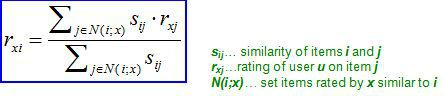 r_xi = ∑_{j∈N(i;x)} s_ij · r_xj / ∑_{j∈N(i;x)} s_ij
s_ij… similarity of items i and j
r_xj…rating of user u on item j
N(i;x)… set items rated by x similar to i